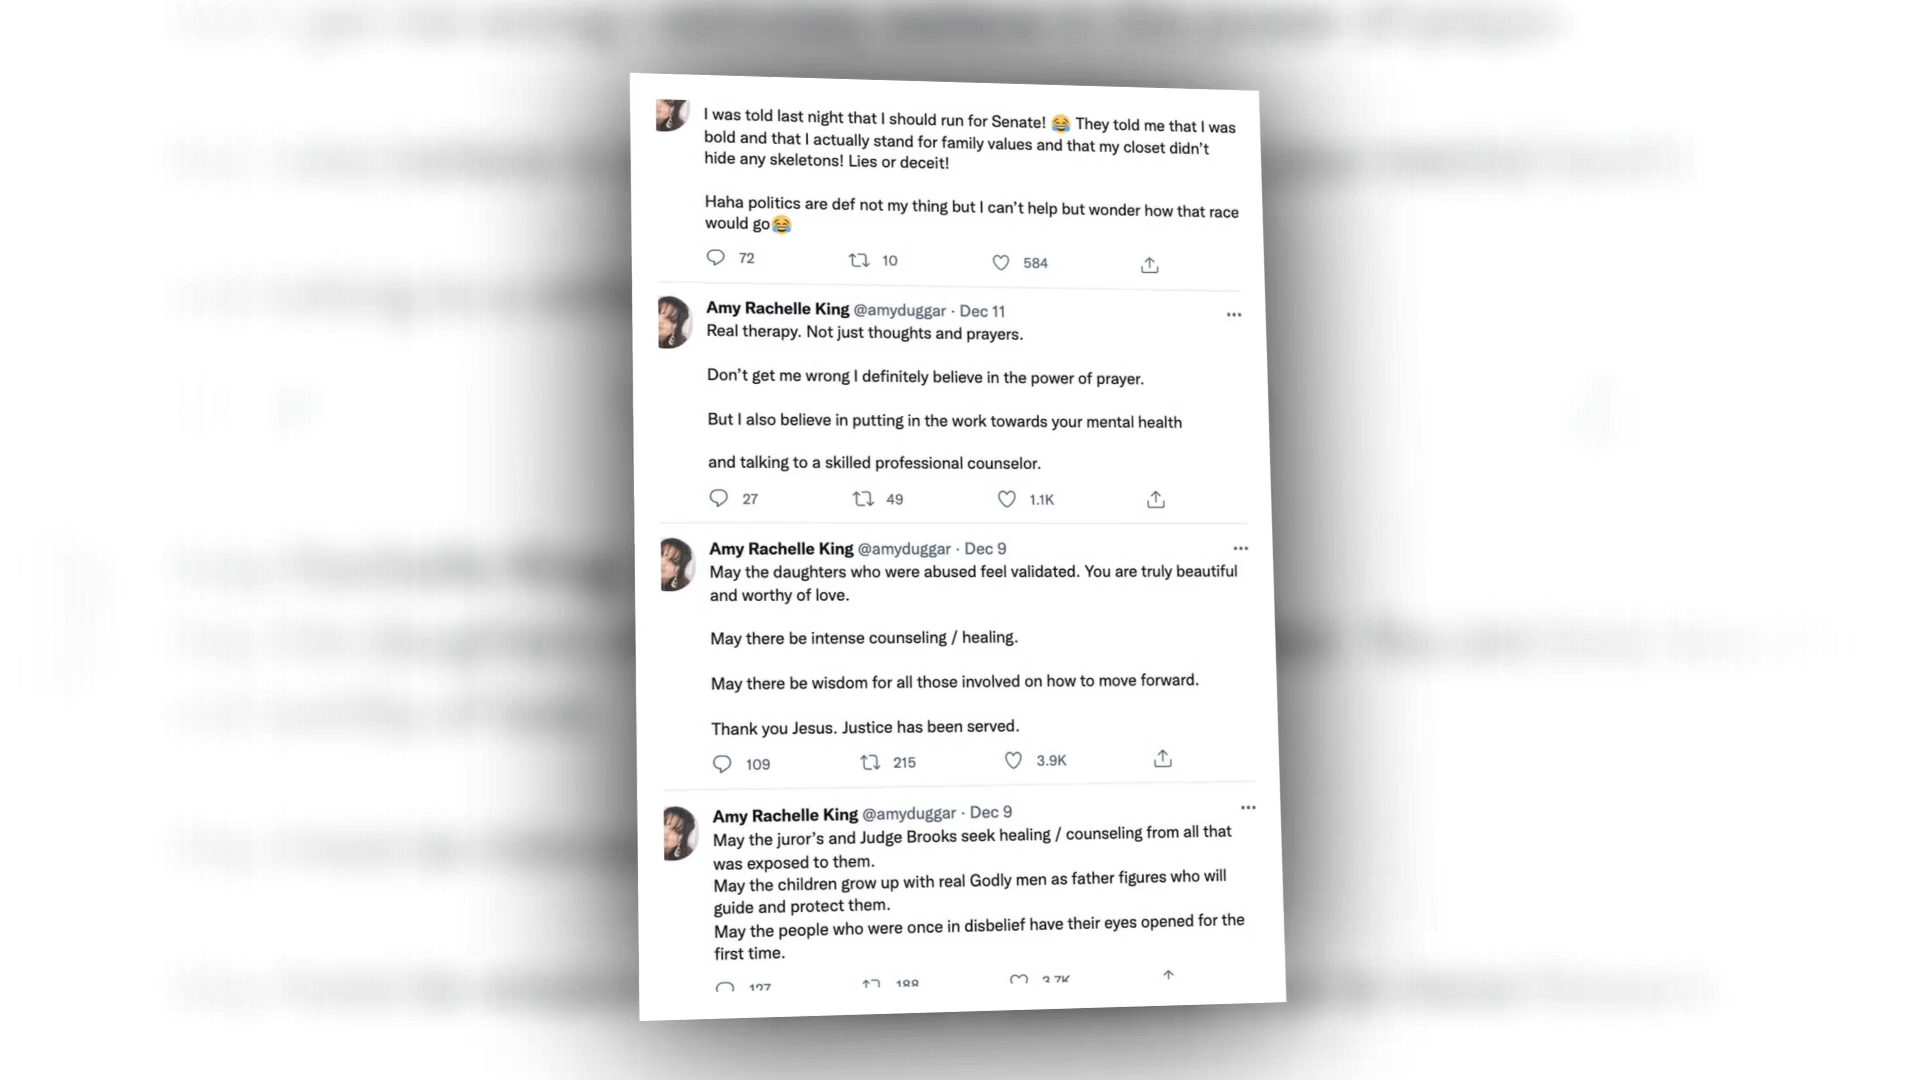 I was told last night that I should run for Senate! 😂 They told me that I was
bold and that I actually stand for family values and that my closet didn't
hide any skeletons! Lies or deceit!
Haha politics are def not my thing but I can't help but wonder how that race
would go😂
72 10 584
Amy Rachelle King @amyduggar · Dec 11
Real therapy. Not just thoughts and prayers.
Don't get me wrong I definitely believe in the power of prayer.
But I also believe in putting in the work towards your mental health
and talking to a skilled professional counselor.
27 49 1.1K
Amy Rachelle King @amyduggar · Dec 9
May the daughters who were abused feel validated. You are truly beautiful
and worthy of love.
May there be intense counseling / healing.
May there be wisdom for all those involved on how to move forward.
Thank you Jesus. Justice has been served.
109 215 3.9K
Amy Rachelle King @amyduggar · Dec 9
May the juror's and Judge Brooks seek healing / counseling from all that
was exposed to them.
May the children grow up with real Godly men as father figures who will
guide and protect them.
May the people who were once in disbelief have their eyes opened for the
first time.
188